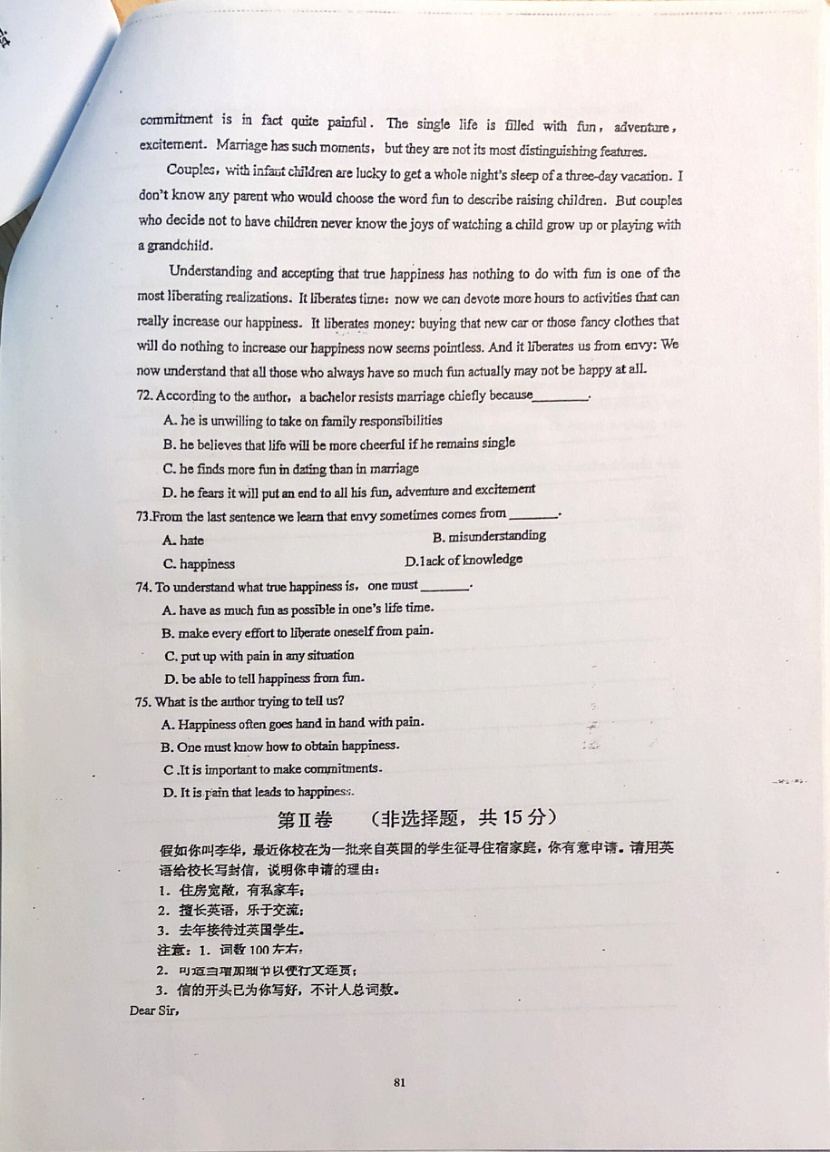 commitment is in fact quite painful. The single life is filled with fun, adventure,
excitement. Marriage has such moments, but they are not its most distinguishing features.
Couples, with infant children are lucky to get a whole night's sleep of a three-day vacation. I
don't know any parent who would choose the word fun to describe raising children. But couples
who decide not to have children never know the joys of watching a child grow up or playing with
a grandchild.
Understanding and accepting that true happiness has nothing to do with fun is one of the
most liberating realizations. It liberates time: now we can devote more hours to activities that can
really increase our happiness. It liberates money: buying that new car or those fancy clothes that
will do nothing to increase our happiness now seems pointless. And it liberates us from envy: We
now understand that all those who always have so much fun actually may not be happy at all.
72. According to the author, a bachelor resists marriage chiefly because________.
A. he is unwilling to take on family responsibilities
B. he believes that life will be more cheerful if he remains single
C. he finds more fun in dating than in marriage
D. he fears it will put an end to all his fun, adventure and excitement
73.From the last sentence we learn that envy sometimes comes from _______.
A. hate B. misunderstanding
C. happiness D.lack of knowledge
74. To understand what true happiness is, one must _______.
A. have as much fun as possible in one's life time.
B. make every effort to liberate oneself from pain.
C. put up with pain in any situation
D. be able to tell happiness from fun.
75. What is the author trying to tell us?
A. Happiness often goes hand in hand with pain.
B. One must know how to obtain happiness.
C .It is important to make commitments.
D. It is pain that leads to happiness.
第Ⅱ卷 (非选择题,共 15 分)
假如你叫李华,最近你校在为一批来自英国的学生征寻住宿家庭,你有意申请。请用英
语给校长写封信,说明你申请的理由:
1. 住房宽敞,有私家车;
2. 擅长英语,乐于交流;
3. 去年接待过英国学生。
注意:1. 词数 100 左右;
2. 可适当增加细节以使行文连贯;
3. 信的开头已为你写好,不计人总词数。
Dear Sir,
81